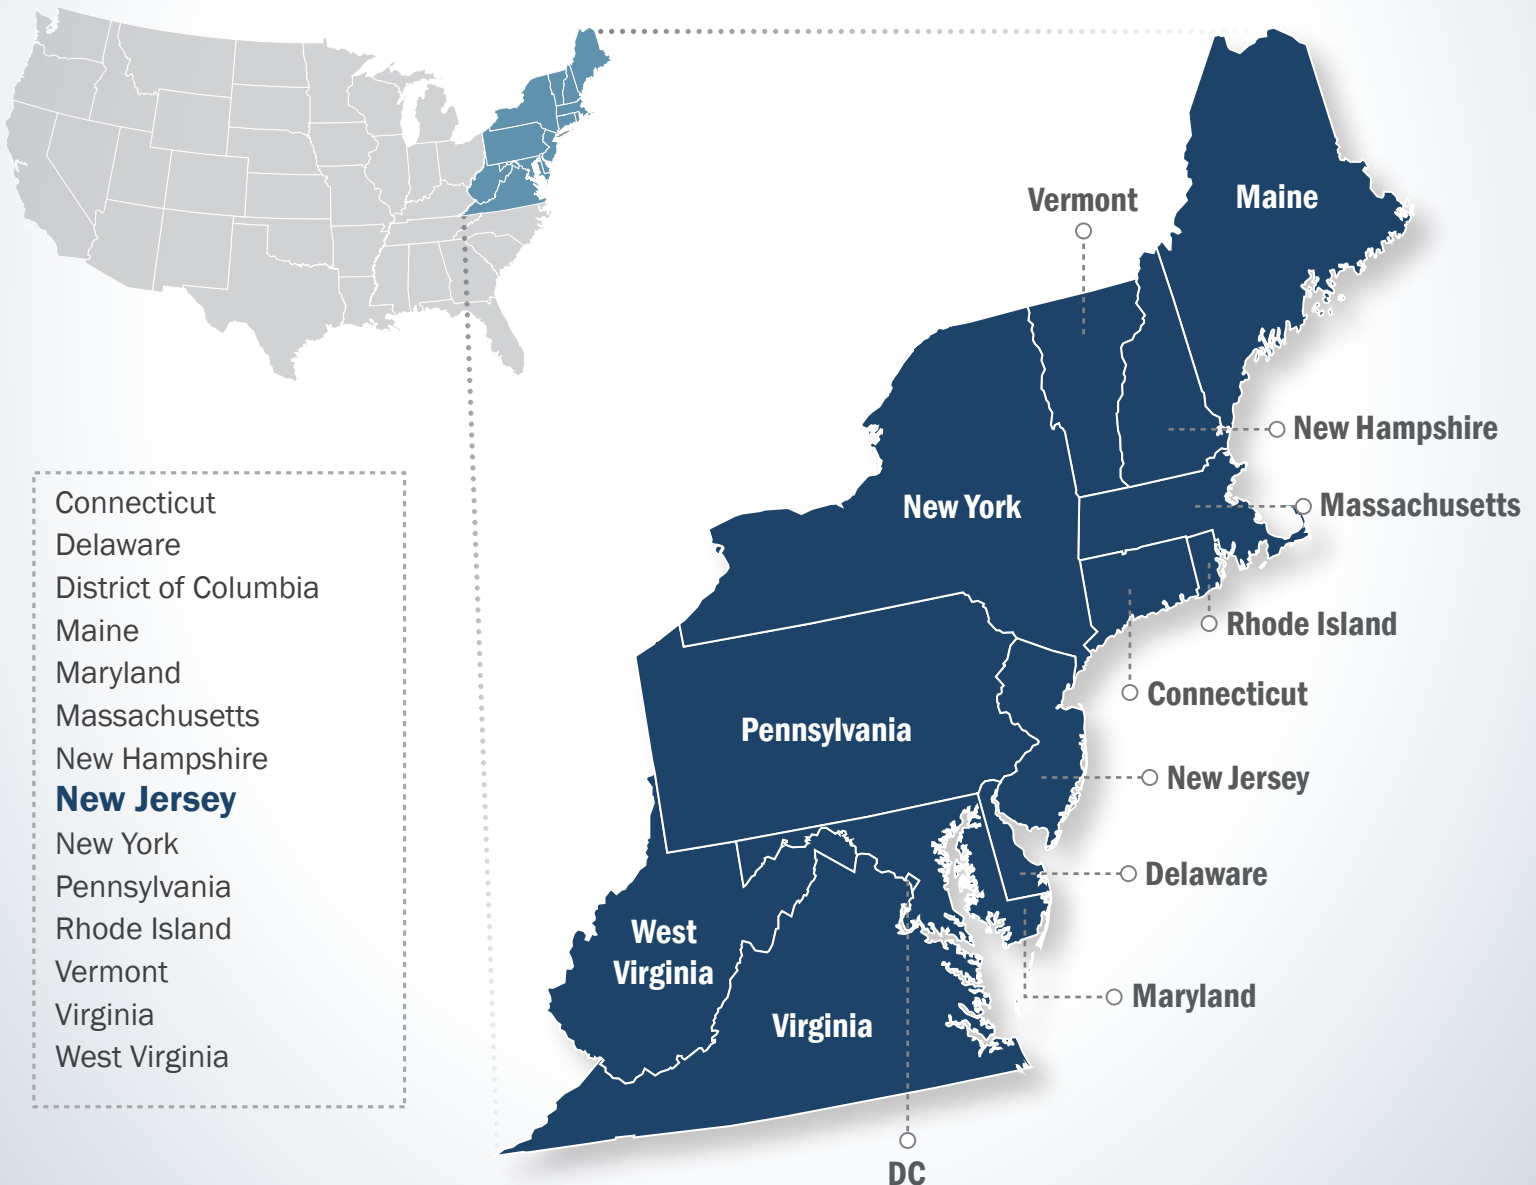 Connecticut
Delaware
District of Columbia
Maine
Maryland
Massachusetts
New Hampshire
New Jersey
New York
Pennsylvania
Rhode Island
Vermont
Virginia
West Virginia
Maine
Vermont
New Hampshire
New York
Massachusetts
Rhode Island
Connecticut
Pennsylvania
New Jersey
Delaware
West
Virginia
Maryland
Virginia
DC